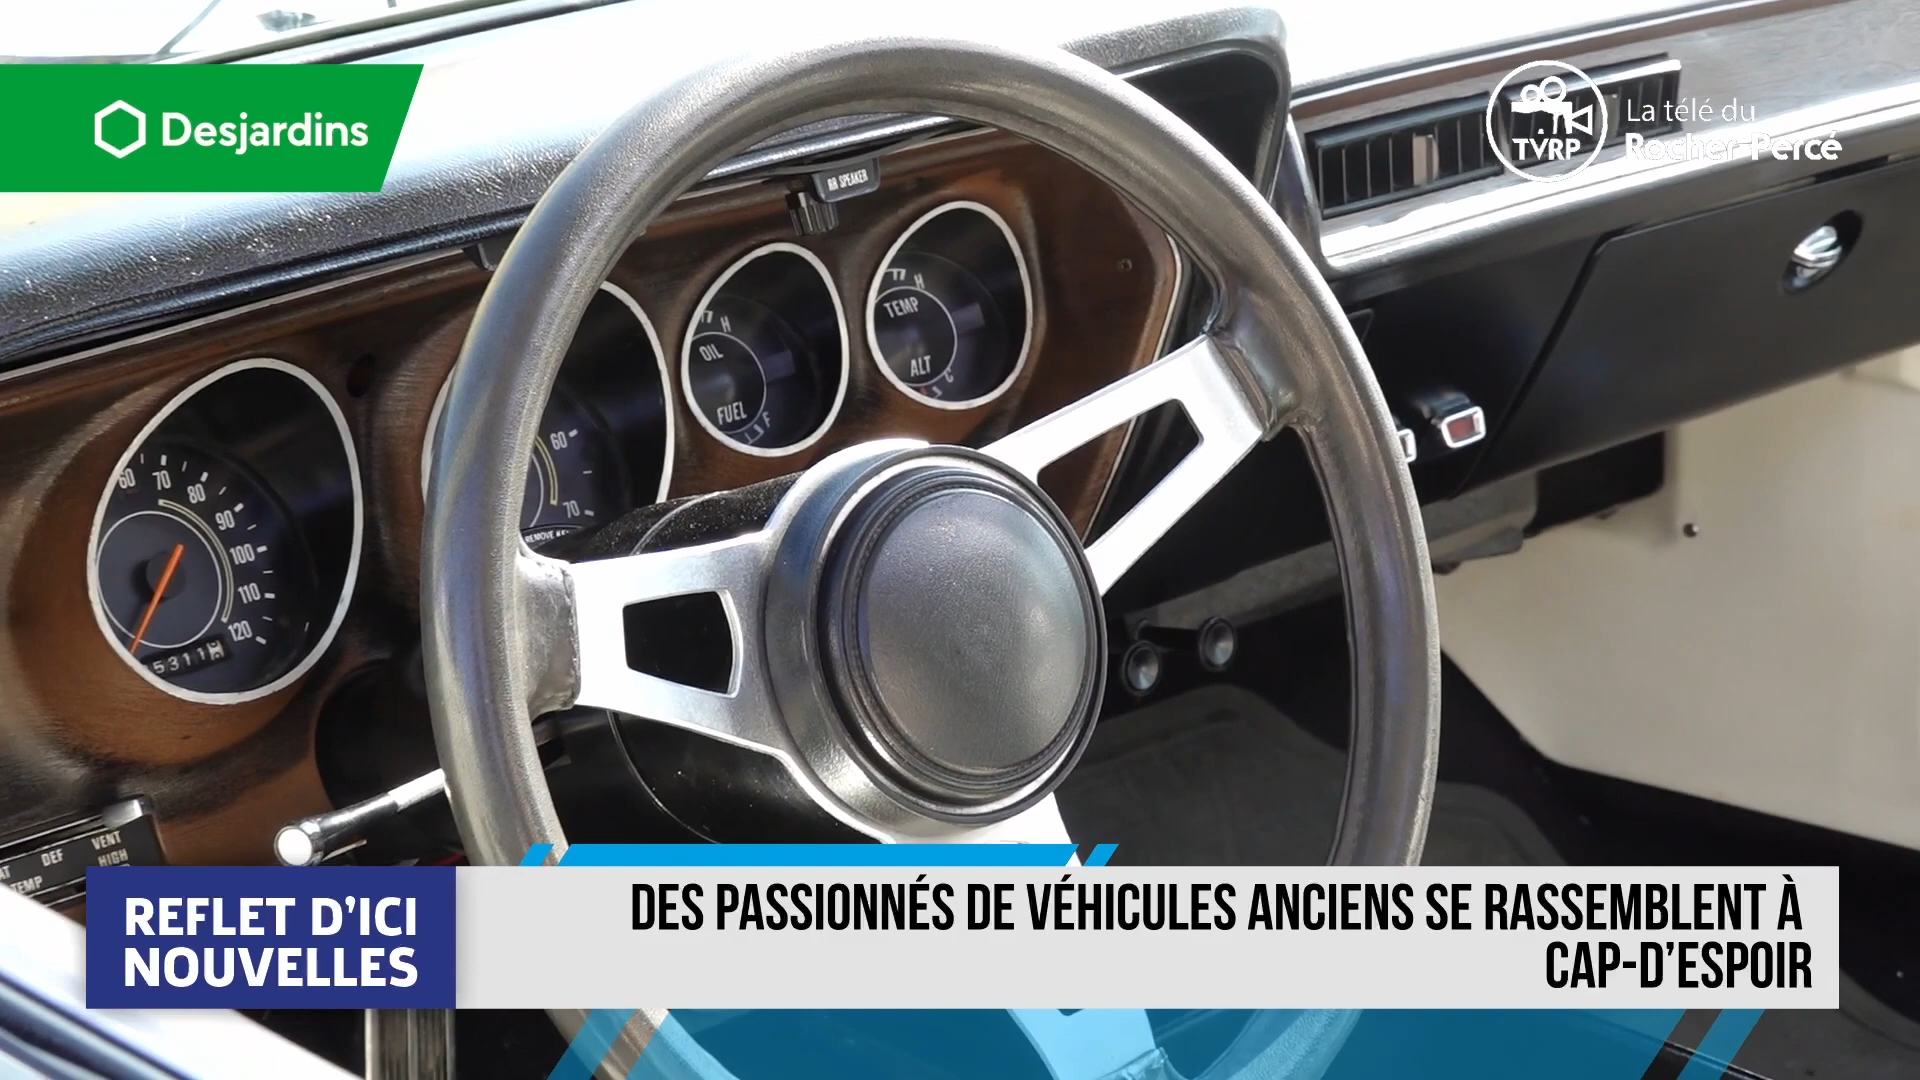 Desjardins
TVRP
La télé du
Rocher-Percé
RR SPEAKER
H
OIL
FUEL
F
H
TEMP
ALT
C
60
70
80
90
100
110
120
5311
60
70
REMOVE
VENT
DEF
HIGH
TEMP
REFLET D'ICI
NOUVELLES
DES PASSIONNÉS DE VÉHICULES ANCIENS SE RASSEMBLENT À
CAP-D'ESPOIR